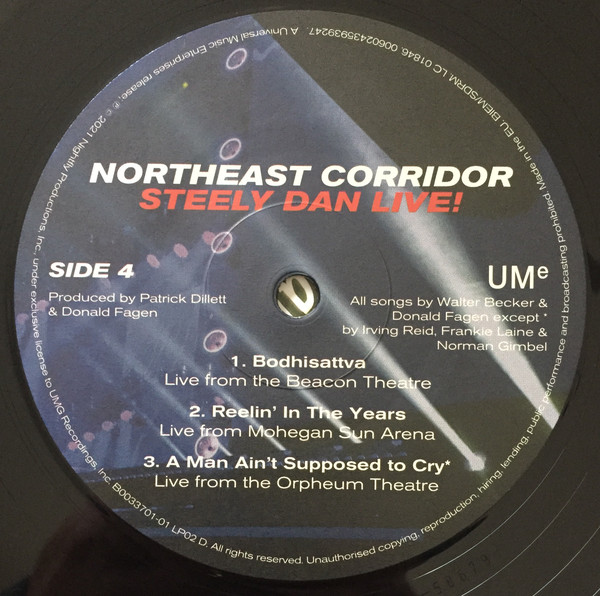 NORTHEAST CORRIDOR
STEELY DAN LIVE!
SIDE 4
Produced by Patrick Dillett
& Donald Fagen
UMe
All songs by Walter Becker &
Donald Fagen except *
by Irving Reid, Frankie Laine &
Norman Gimbel
1. Bodhisattva
Live from the Beacon Theatre
2. Reelin' In The Years
Live from Mohegan Sun Arena
3. A Man Ain't Supposed to Cry*
Live from the Orpheum Theatre
℗ © 2021 Nightfly Productions, Inc. under exclusive license to UMG Recordings, Inc. B0033701-01 LP02 D. All rights reserved. Unauthorised copying, reproduction, hiring, lending, public performance and broadcasting prohibited. Made in the EU. BIEM/SDRM LC 01846. 00602435939247. A Universal Music Enterprises release.